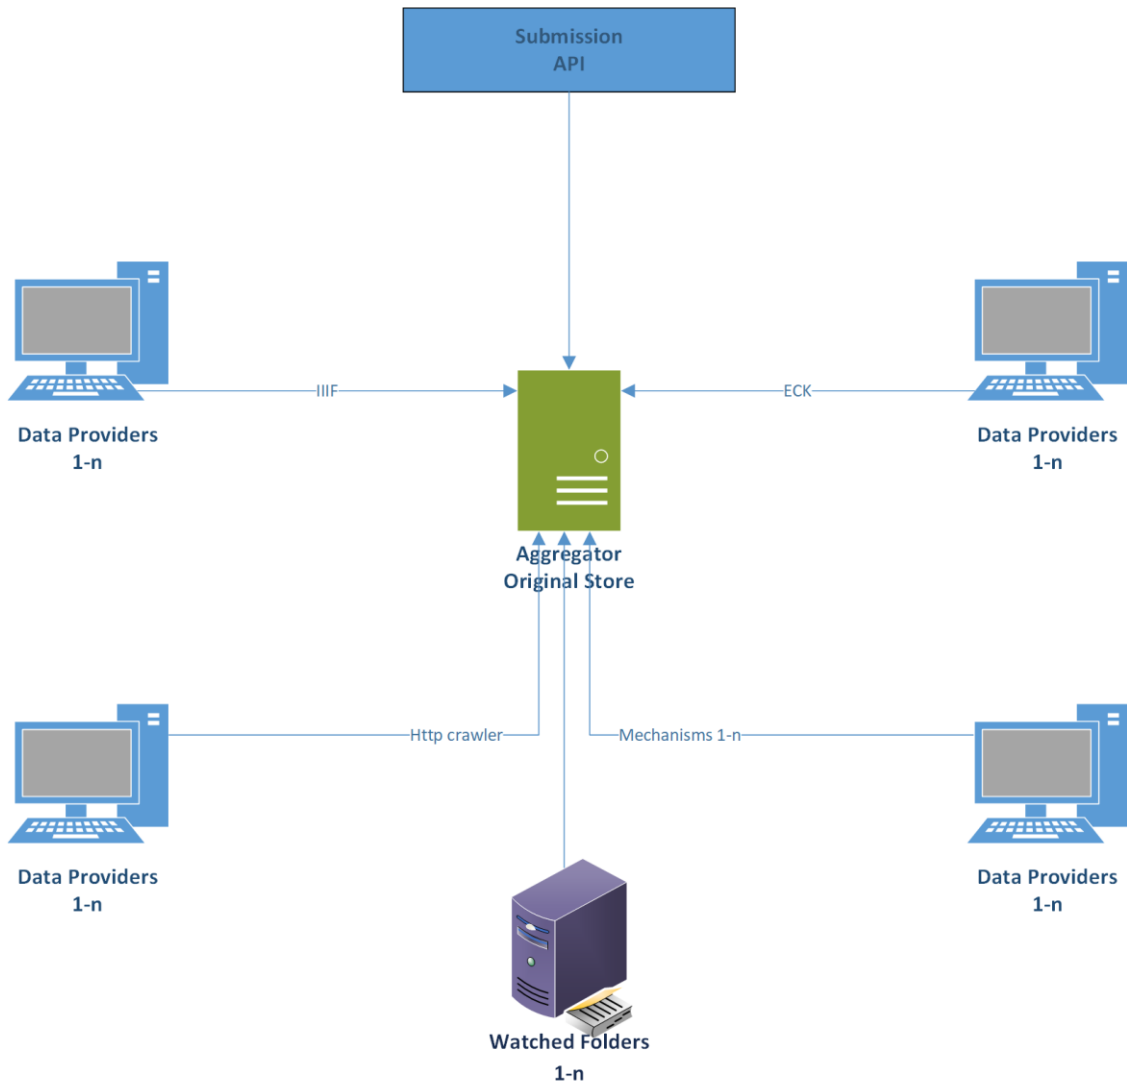 Submission
API
IIIF
ECK
Data Providers
1-n
Data Providers
1-n
Aggregator
Original Store
Http crawler
Mechanisms 1-n
Data Providers
1-n
Data Providers
1-n
Watched Folders
1-n